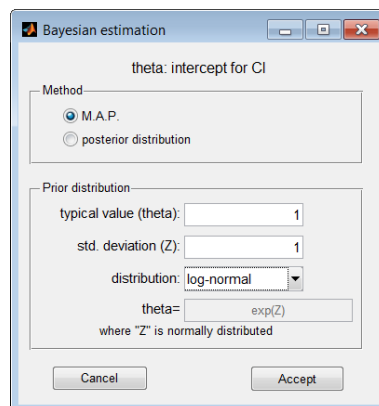 Bayesian estimation
theta: intercept for Cl
Method
M.A.P.
posterior distribution
Prior distribution
typical value (theta): 1
std. deviation (Z): 1
distribution: log-normal
theta= exp(Z)
where "Z" is normally distributed
Cancel Accept